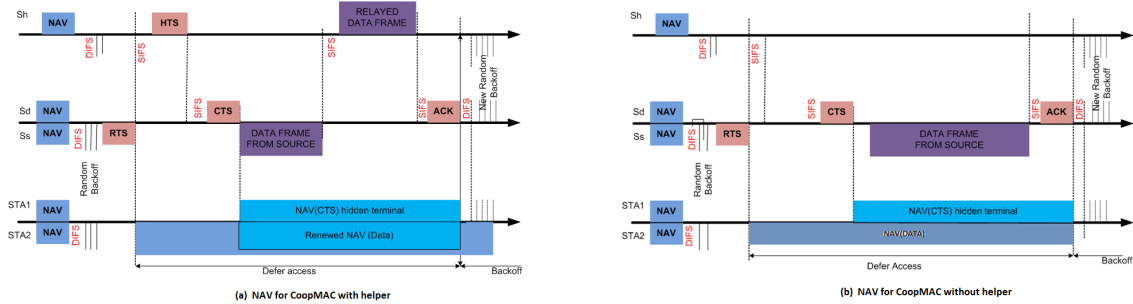 Sh
NAV
HTS
RELAYED
DATA FRAME
DIFS
SIFS
SIFS
Sd
NAV
SIFS
CTS
SIFS
ACK
DIFS
New Random
Backoff
Ss
NAV
DIFS
RTS
DATA FRAME
FROM SOURCE
Random
Backoff
STA1
NAV
NAV(CTS) hidden terminal
STA2
NAV
DIFS
Renewed NAV (Data)
Defer access
Backoff
(a) NAV for CoopMAC with helper
Sh
NAV
DIFS
SIFS
Sd
NAV
CTS
SIFS
ACK
DIFS
New Random
Backoff
Ss
NAV
DIFS
RTS
DATA FRAME
FROM SOURCE
Random
Backoff
STA1
NAV
NAV(CTS) hidden terminal
STA2
NAV
DIFS
NAV(DATA)
Defer Access
Backoff
(b) NAV for CoopMAC without helper